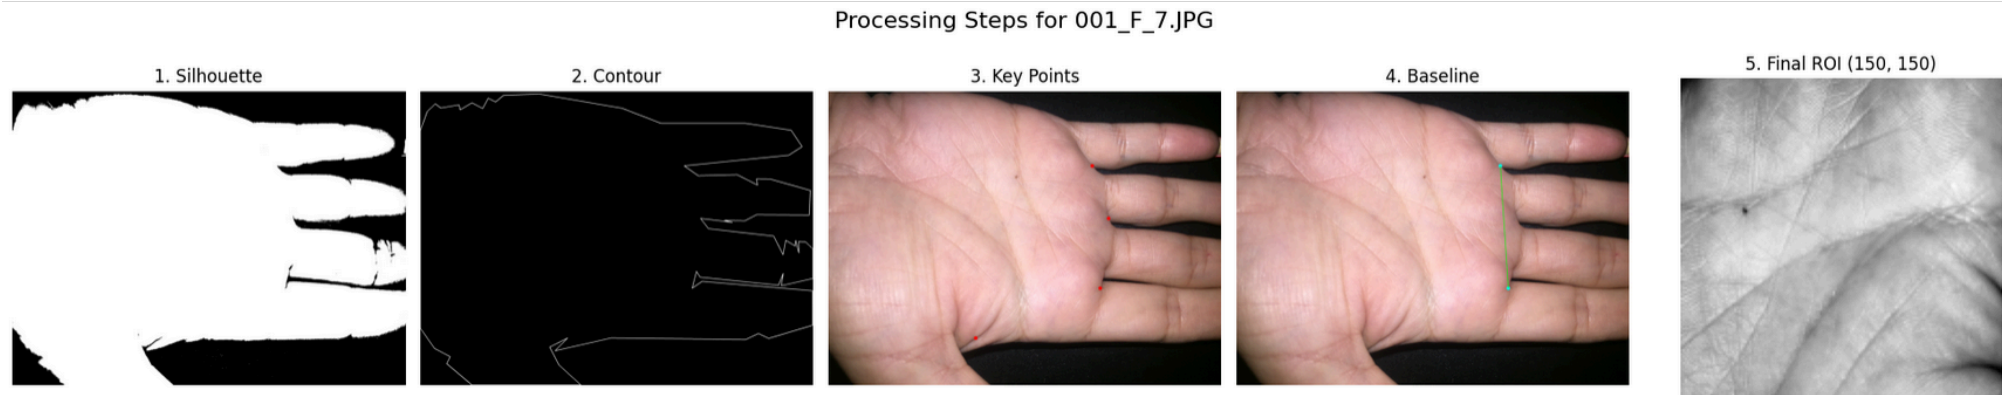 Processing Steps for 001_F_7.JPG
1. Silhouette
2. Contour
3. Key Points
4. Baseline
5. Final ROI (150, 150)